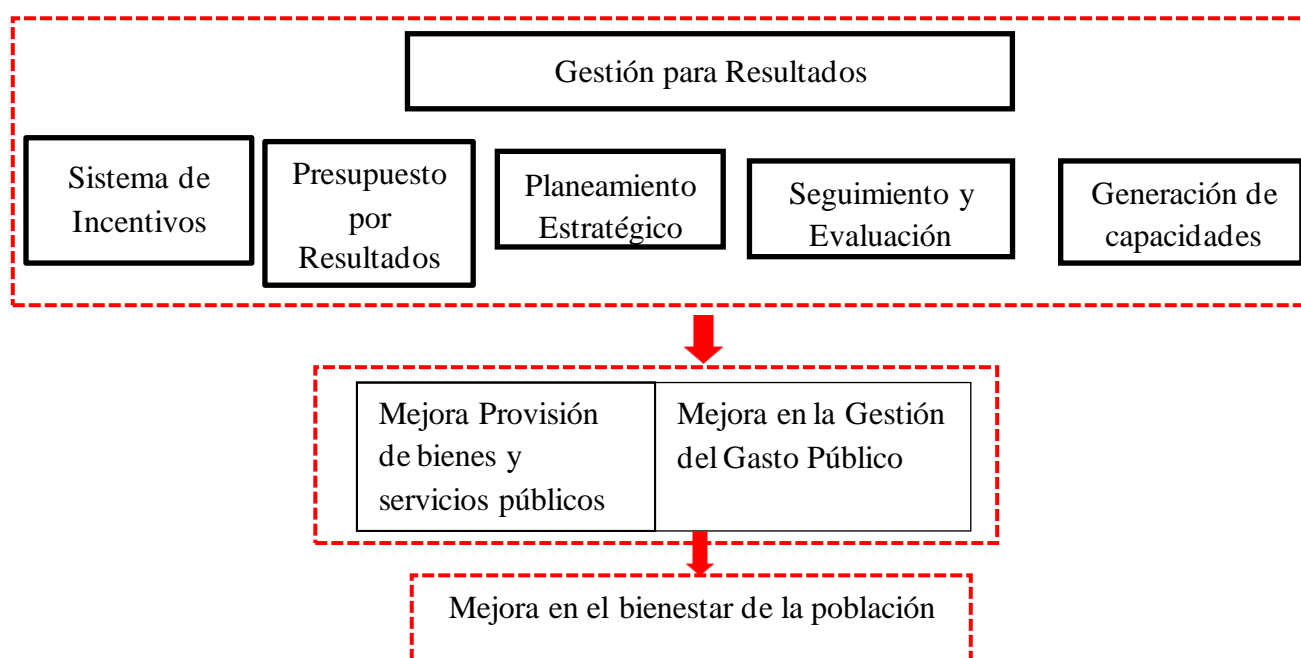 Gestión para Resultados
Sistema de
Incentivos
Presupuesto
por
Resultados
Planeamiento
Estratégico
Seguimiento y
Evaluación
Generación de
capacidades
Mejora Provisión
de bienes y
servicios públicos
Mejora en la Gestión
del Gasto Público
Mejora en el bienestar de la población